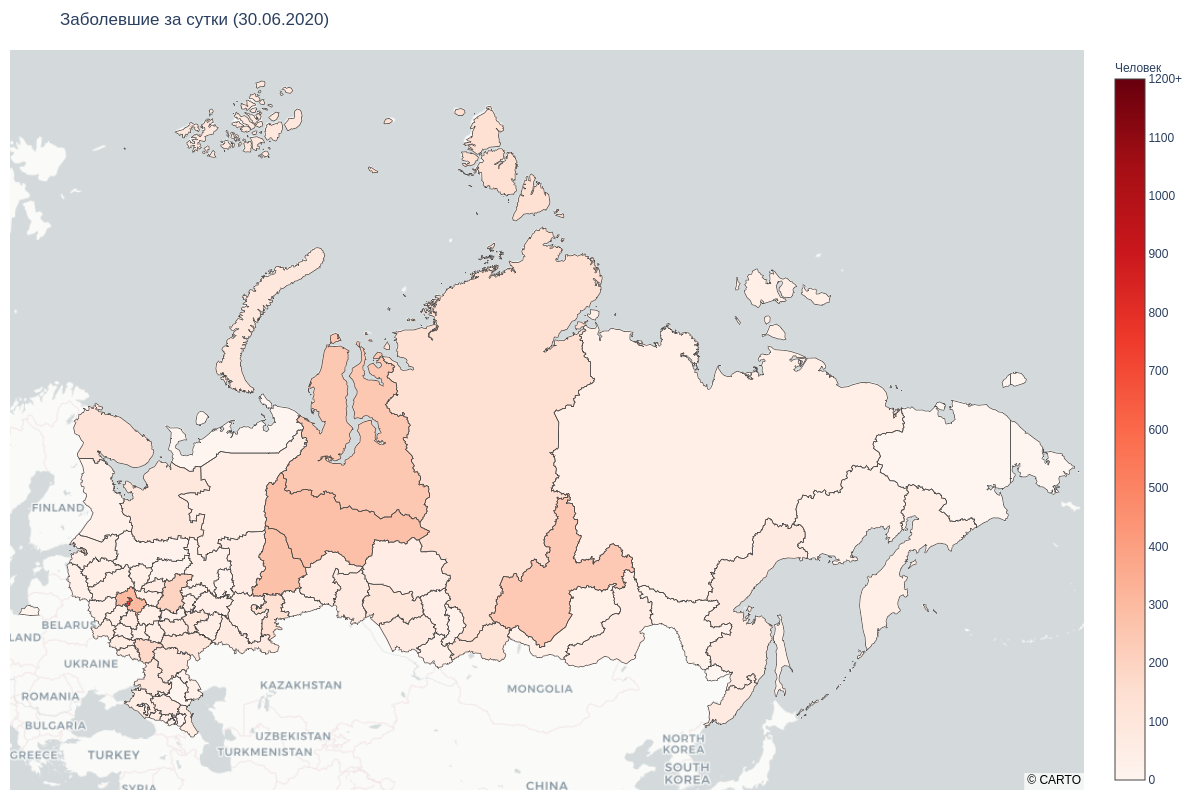 Заболевшие за сутки (30.06.2020)
Человек
1200+
1100
1000
900
800
700
600
500
400
300
200
100
0
FINLAND
BELARUS
LAND
UKRAINE
ROMANIA
BULGARIA
GREECE
TURKEY
SYRIA
KAZAKHSTAN
UZBEKISTAN
TURKMENISTAN
MONGOLIA
NORTH
KOREA
SOUTH
KOREA
CHINA
© CARTO